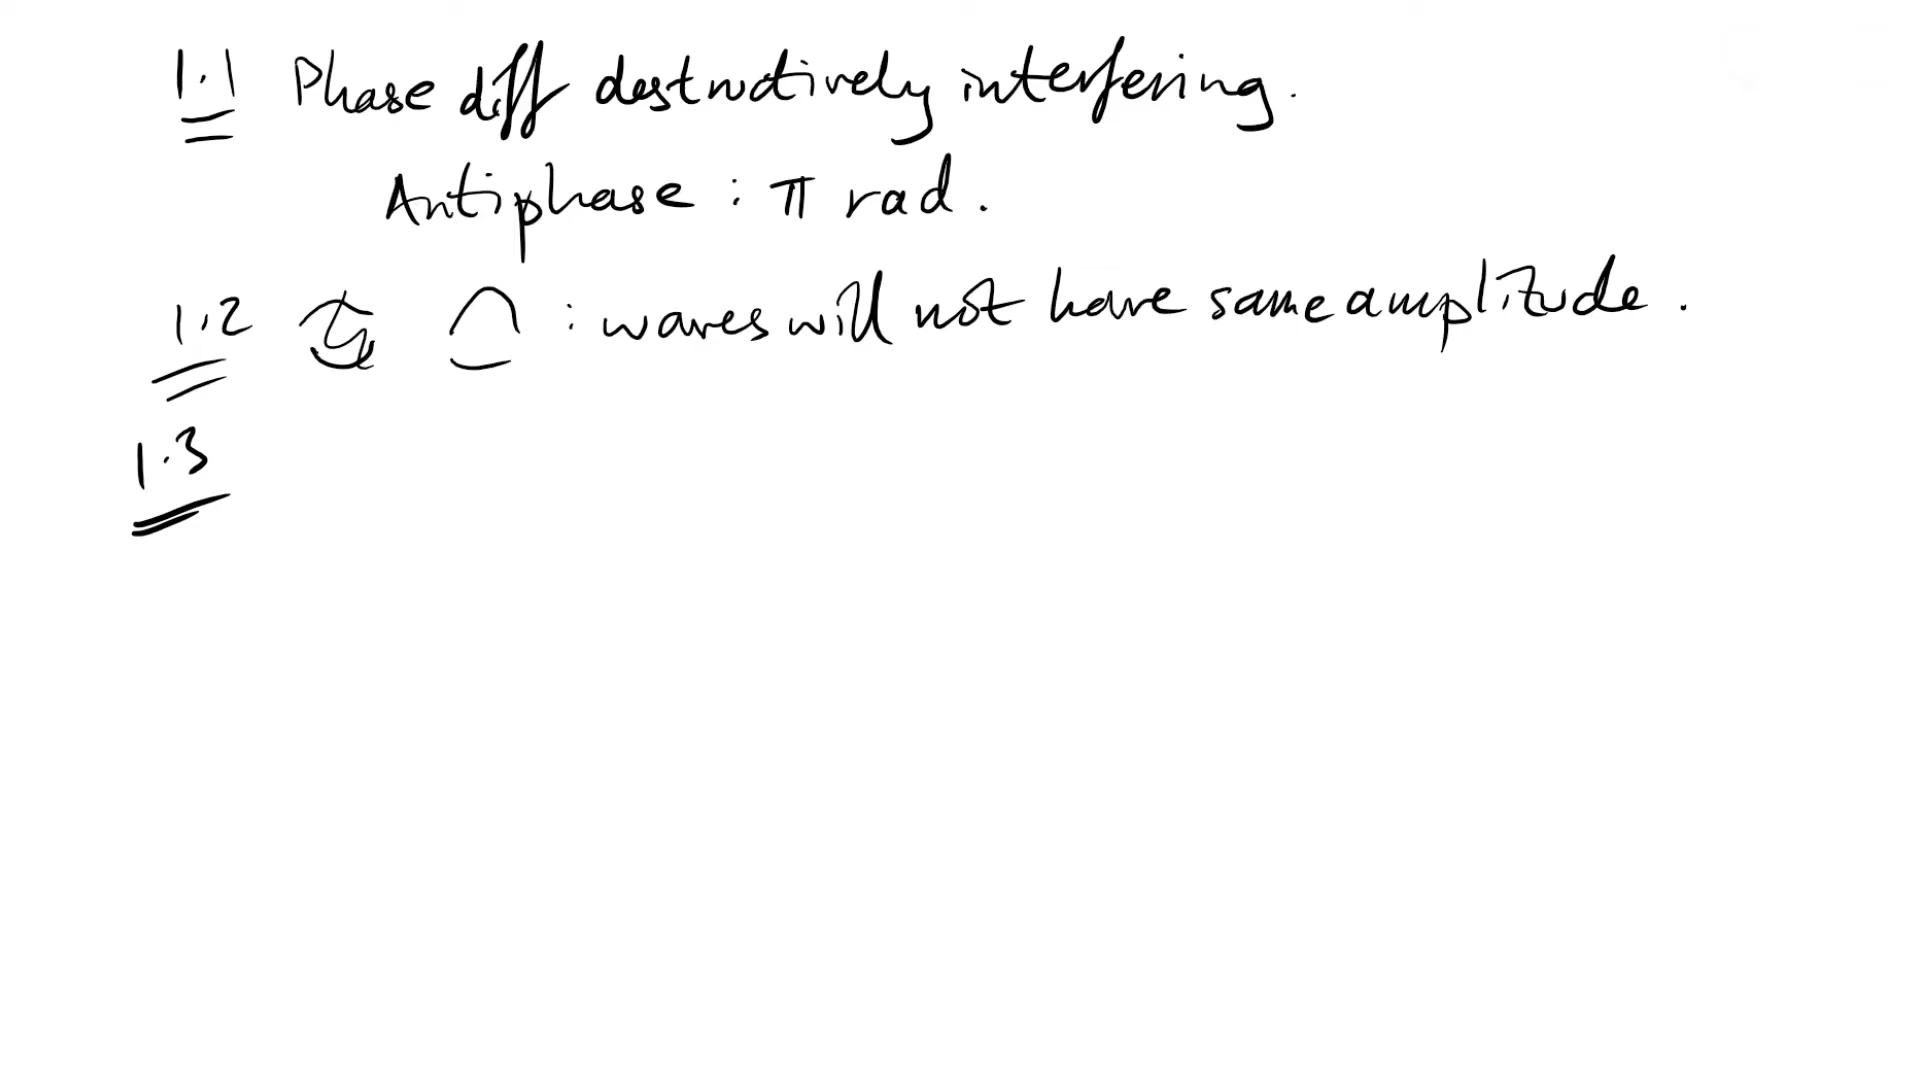 1.1 Phase diff destructively interfering.
Antiphase : π rad.
1.2 : waves will not have same amplitude.
1.3